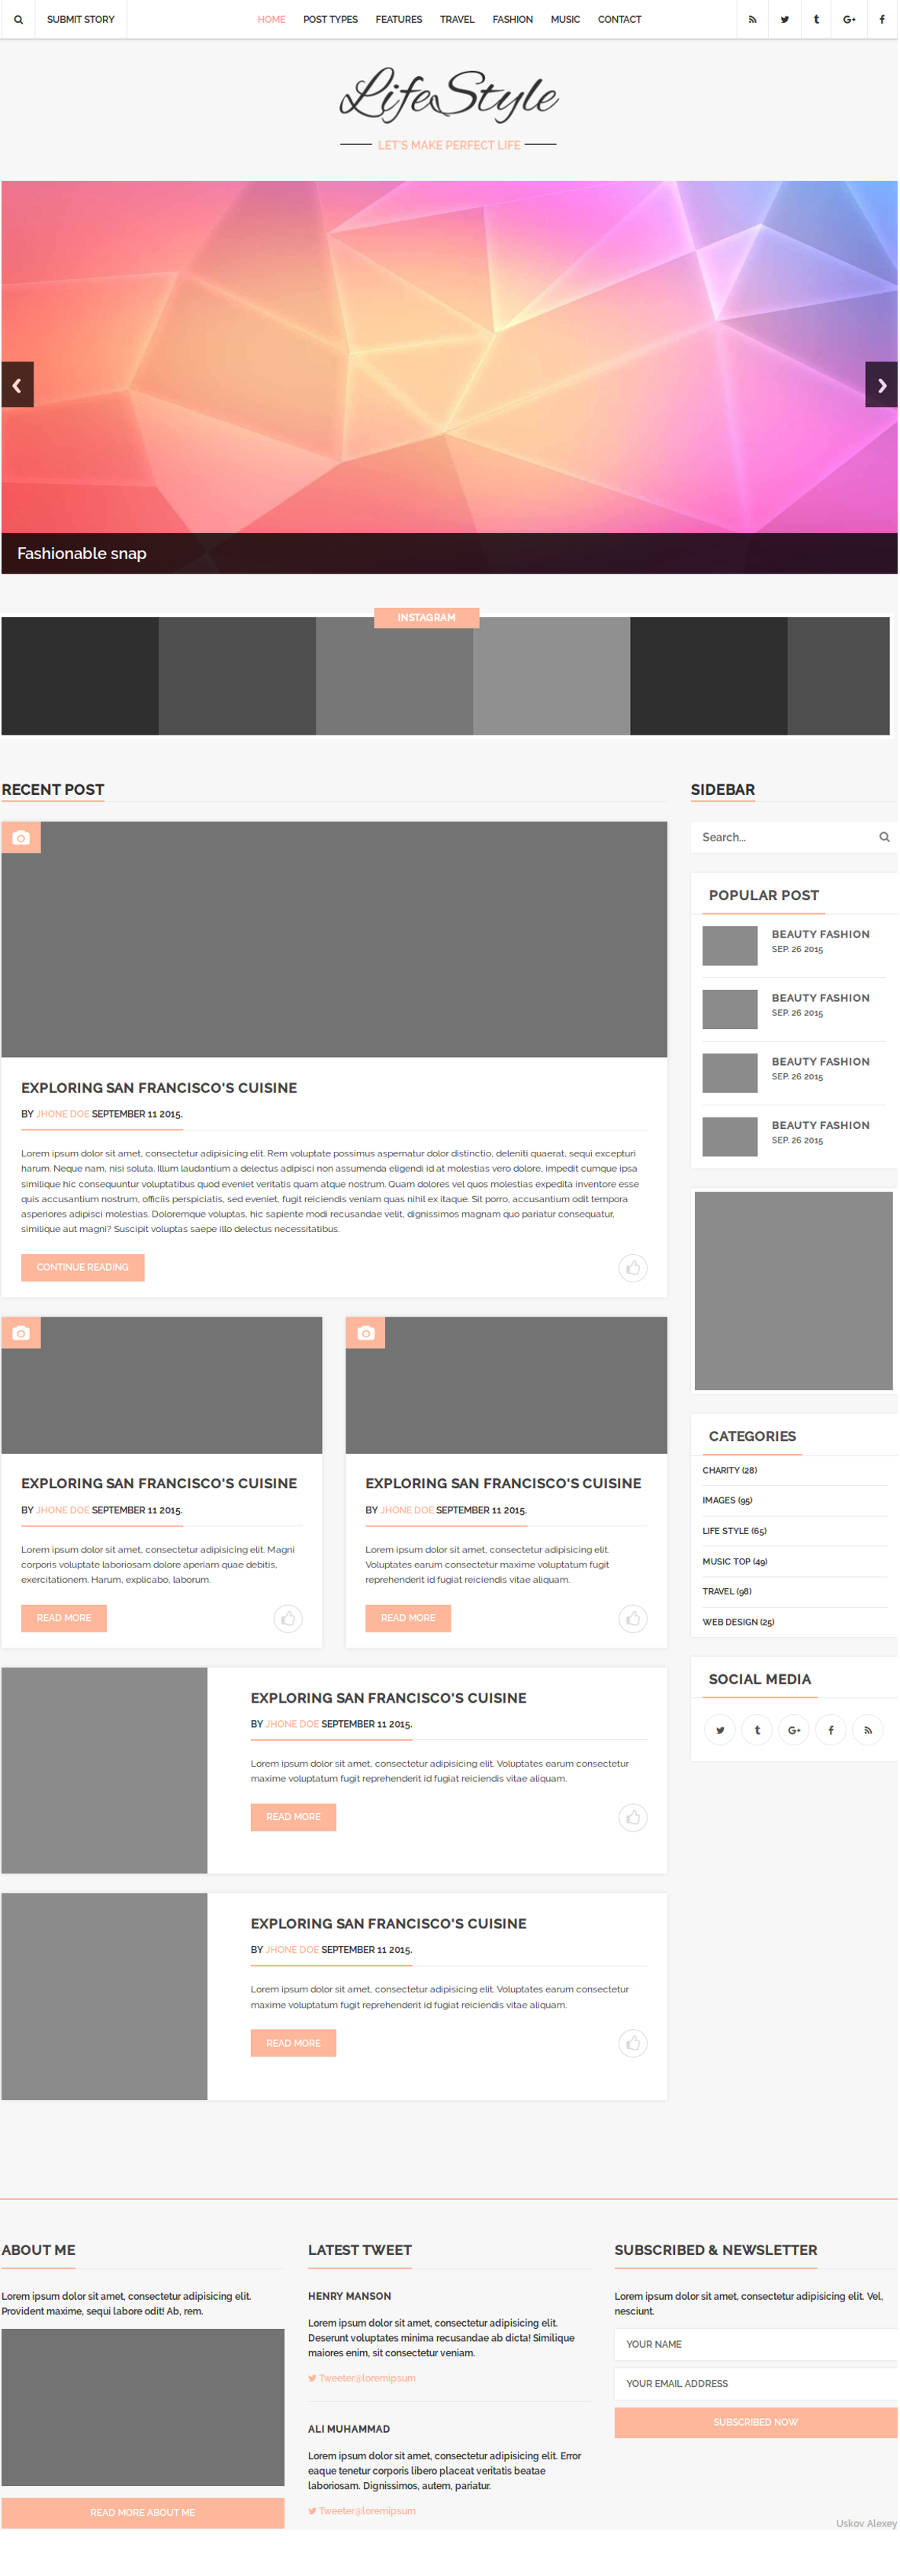 SUBMIT STORY
HOME POST TYPES FEATURES TRAVEL FASHION MUSIC CONTACT
LifeStyle
LET'S MAKE PERFECT LIFE
Fashionable snap
INSTAGRAM
RECENT POST
EXPLORING SAN FRANCISCO'S CUISINE
BY JHONE DOE SEPTEMBER 11 2015.
Lorem ipsum dolor sit amet, consectetur adipisicing elit. Rem voluptate possimus aspernatur dolor distinctio, deleniti quaerat, sequi excepturi
harum. Neque nam, nisi soluta. Illum laudantium a delectus adipisci non assumenda eligendi id at molestias vero dolore, impedit cumque ipsa
similique hic consequuntur voluptatibus quod eveniet veritatis quam atque nostrum. Quam dolores vel quos molestias expedita inventore esse
quis accusantium nostrum, officiis perspiciatis, sed eveniet, fugit reiciendis veniam quas nihil ex itaque. Sit porro, accusantium odit tempora
asperiores adipisci molestias. Doloremque voluptas, hic sapiente modi recusandae velit, dignissimos magnam quo pariatur consequatur,
similique aut magni? Suscipit voluptas saepe illo delectus necessitatibus.
CONTINUE READING
EXPLORING SAN FRANCISCO'S CUISINE
BY JHONE DOE SEPTEMBER 11 2015.
Lorem ipsum dolor sit amet, consectetur adipisicing elit. Magni
corporis voluptate laboriosam dolore aperiam quae debitis,
exercitationem. Harum, explicabo, laborum.
READ MORE
EXPLORING SAN FRANCISCO'S CUISINE
BY JHONE DOE SEPTEMBER 11 2015.
Lorem ipsum dolor sit amet, consectetur adipisicing elit.
Voluptates earum consectetur maxime voluptatum fugit
reprehenderit id fugiat reiciendis vitae aliquam.
READ MORE
EXPLORING SAN FRANCISCO'S CUISINE
BY JHONE DOE SEPTEMBER 11 2015.
Lorem ipsum dolor sit amet, consectetur adipisicing elit. Voluptates earum consectetur
maxime voluptatum fugit reprehenderit id fugiat reiciendis vitae aliquam.
READ MORE
EXPLORING SAN FRANCISCO'S CUISINE
BY JHONE DOE SEPTEMBER 11 2015.
Lorem ipsum dolor sit amet, consectetur adipisicing elit. Voluptates earum consectetur
maxime voluptatum fugit reprehenderit id fugiat reiciendis vitae aliquam.
READ MORE
SIDEBAR
Search...
POPULAR POST
BEAUTY FASHION
SEP. 26 2015
BEAUTY FASHION
SEP. 26 2015
BEAUTY FASHION
SEP. 26 2015
BEAUTY FASHION
SEP. 26 2015
CATEGORIES
CHARITY (28)
IMAGES (95)
LIFE STYLE (65)
MUSIC TOP (49)
TRAVEL (98)
WEB DESIGN (25)
SOCIAL MEDIA
ABOUT ME
Lorem ipsum dolor sit amet, consectetur adipisicing elit.
Provident maxime, sequi labore odit! Ab, rem.
READ MORE ABOUT ME
LATEST TWEET
HENRY MANSON
Lorem ipsum dolor sit amet, consectetur adipisicing elit.
Deserunt voluptates minima recusandae ab dicta! Similique
maiores enim, sit consectetur veniam.
Tweeter@loremipsum
ALI MUHAMMAD
Lorem ipsum dolor sit amet, consectetur adipisicing elit. Error
eaque tenetur corporis libero placeat veritatis beatae
laboriosam. Dignissimos, autem, pariatur.
Tweeter@loremipsum
SUBSCRIBED & NEWSLETTER
Lorem ipsum dolor sit amet, consectetur adipisicing elit. Vel,
nesciunt.
YOUR NAME
YOUR EMAIL ADDRESS
SUBSCRIBED NOW
Uskov Alexey